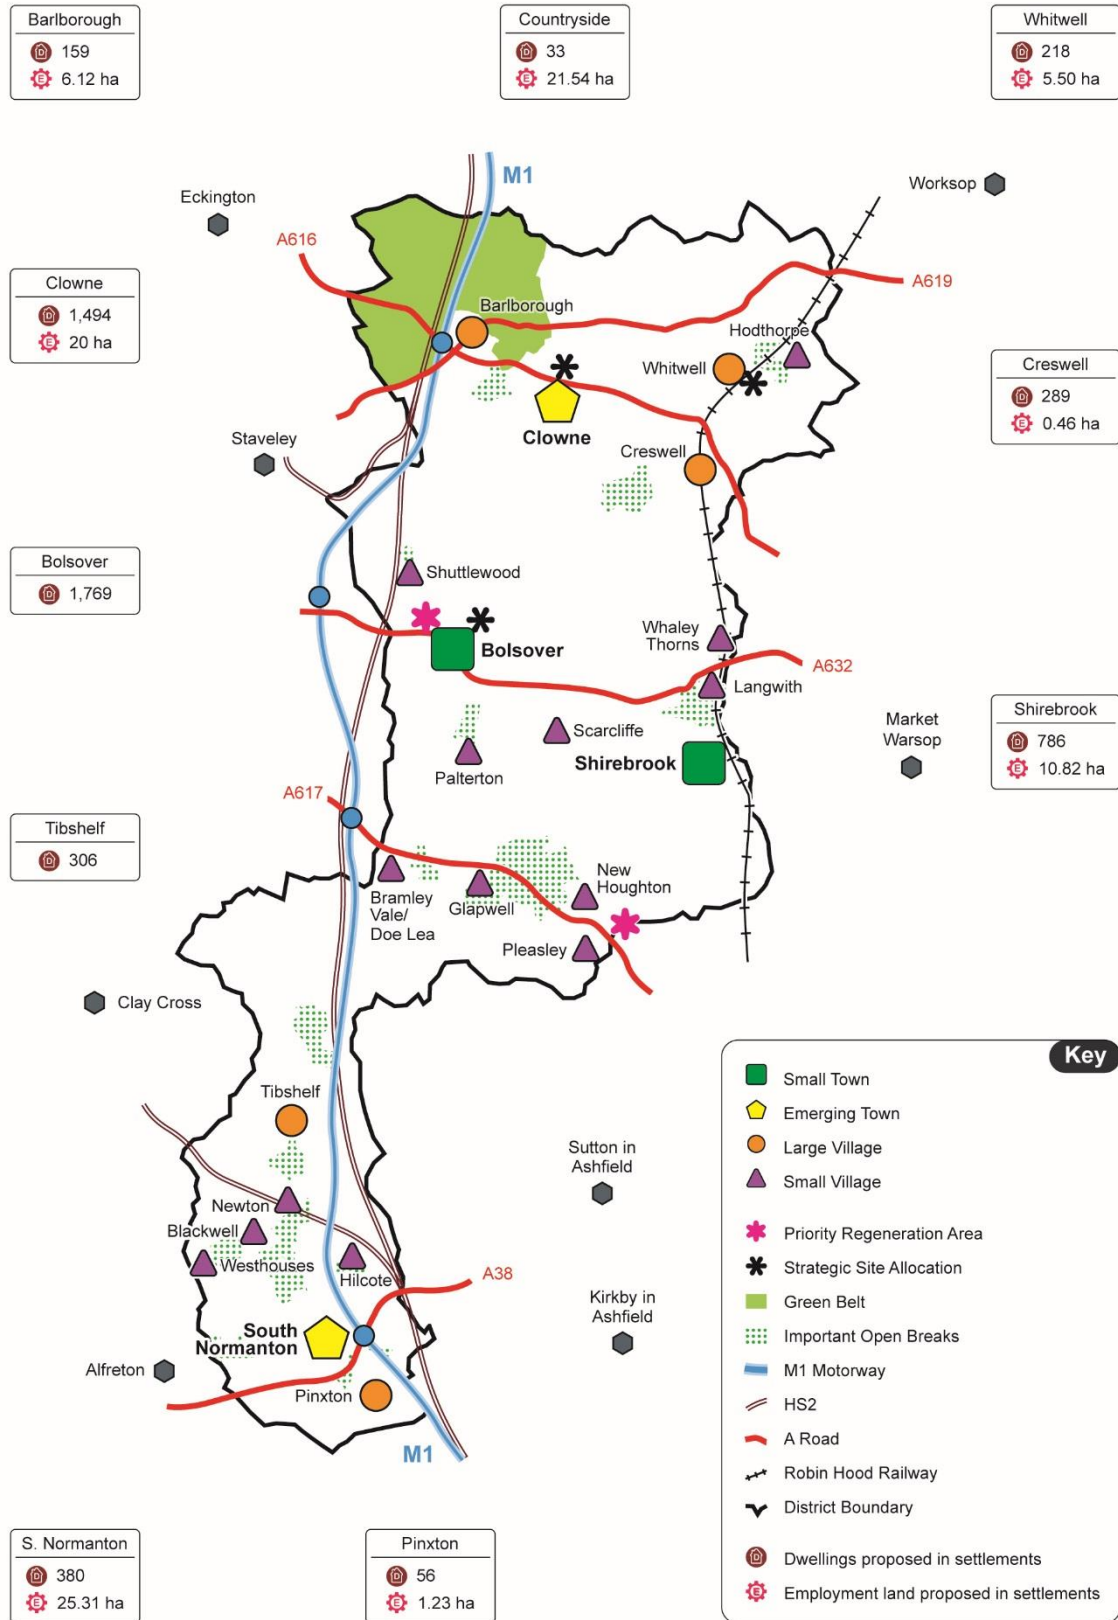 Barlborough
D 159
E 6.12 ha
Countryside
D 33
E 21.54 ha
Whitwell
D 218
E 5.50 ha
M1
Eckington
Worksop
A616
A619
Clowne
D 1,494
E 20 ha
Barlborough
Hodthorpe
Whitwell
Creswell
D 289
E 0.46 ha
Clowne
Staveley
Creswell
Bolsover
D 1,769
Shuttlewood
Bolsover
Whaley
Thorns
A632
Langwith
Scarcliffe
Palterton
Shirebrook
Market
Warsop
Shirebrook
D 786
E 10.82 ha
A617
Tibshelf
D 306
Bramley
Vale/
Doe Lea
Glapwell
New
Houghton
Pleasley
Clay Cross
Tibshelf
Newton
Blackwell
Westhouses
Hilcote
A38
South
Normanton
Alfreton
Pinxton
M1
Sutton in
Ashfield
Kirkby in
Ashfield
Key
Small Town
Emerging Town
Large Village
Small Village
Priority Regeneration Area
Strategic Site Allocation
Green Belt
Important Open Breaks
M1 Motorway
HS2
A Road
Robin Hood Railway
District Boundary
D Dwellings proposed in settlements
E Employment land proposed in settlements
S. Normanton
D 380
E 25.31 ha
Pinxton
D 56
E 1.23 ha